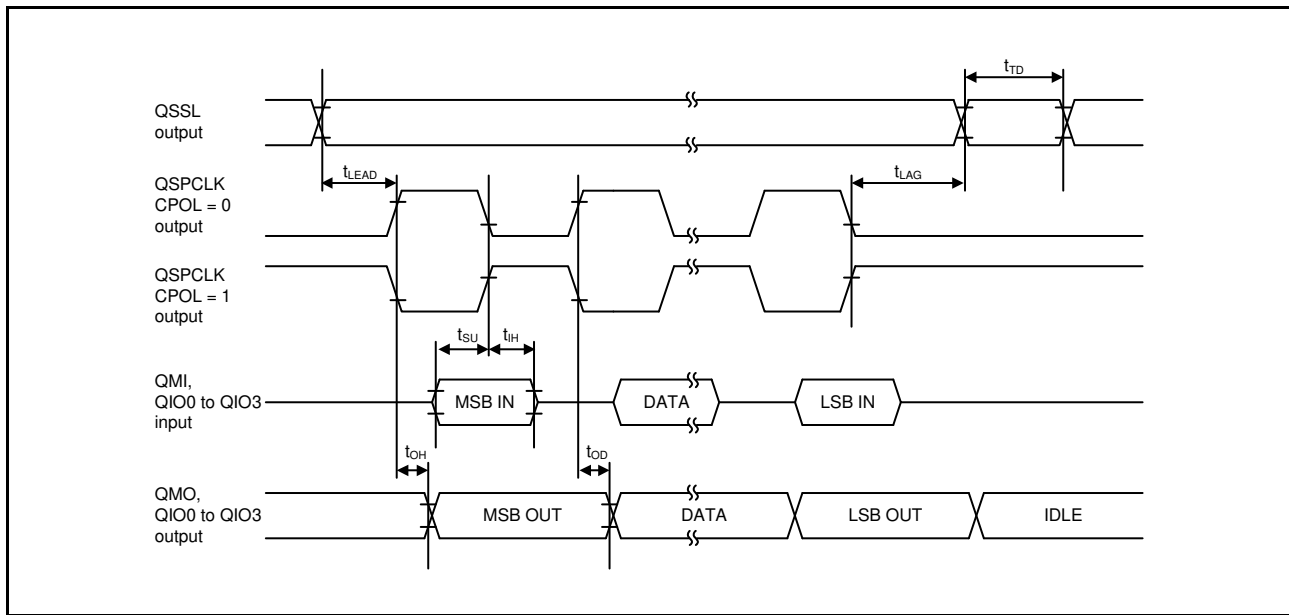 tTD
QSSL
output
tLEAD
tLAG
QSPCLK
CPOL = 0
output
QSPCLK
CPOL = 1
output
tSU
tIH
QMI,
QIO0 to QIO3
input
MSB IN
DATA
LSB IN
tOH
tOD
QMO,
QIO0 to QIO3
output
MSB OUT
DATA
LSB OUT
IDLE